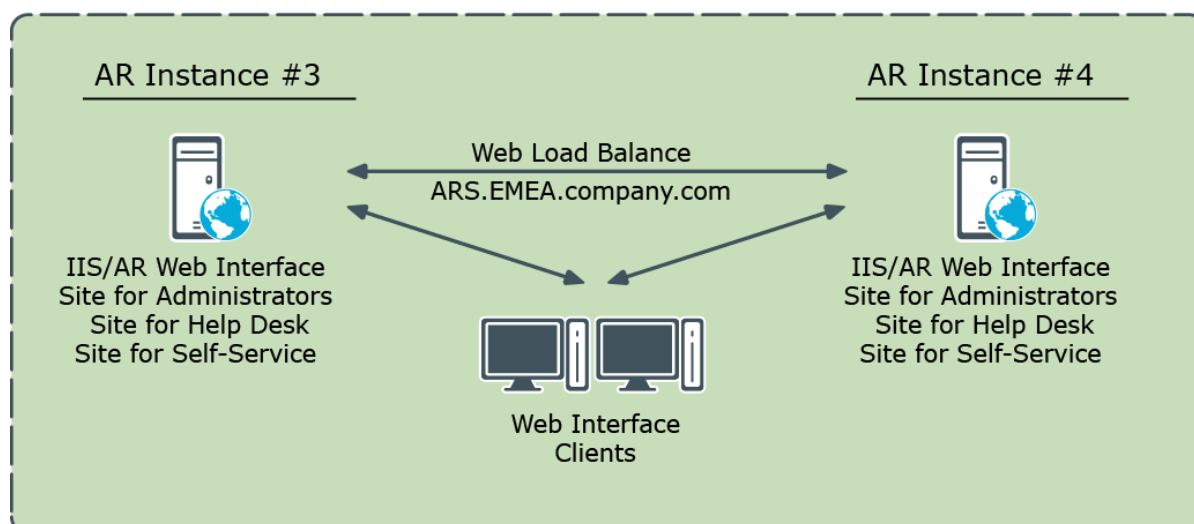 AR Instance #3
AR Instance #4
Web Load Balance
ARS.EMEA.company.com
IIS/AR Web Interface
Site for Administrators
Site for Help Desk
Site for Self-Service
IIS/AR Web Interface
Site for Administrators
Site for Help Desk
Site for Self-Service
Web Interface
Clients